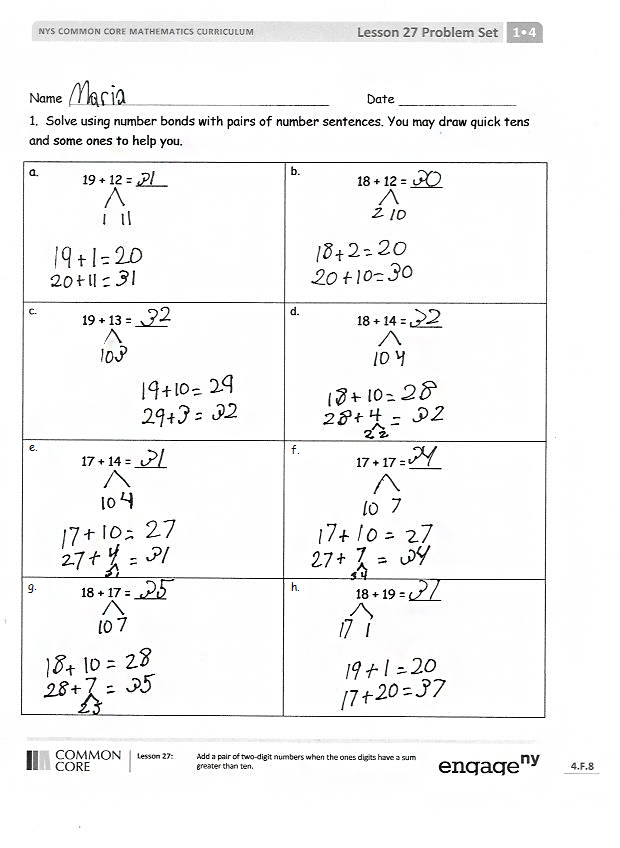 NYS COMMON CORE MATHEMATICS CURRICULUM Lesson 27 Problem Set 1•4
Name Maria Date
1. Solve using number bonds with pairs of number sentences. You may draw quick tens
and some ones to help you.
a.
19 + 12 = 31
1 11
19+1=20
20+11=31
b.
18 + 12 = 30
2 10
18+2=20
20+10=30
c.
19 + 13 = 32
10 3
19+10=29
29+3=32
d.
18 + 14 = 32
10 4
18+10=28
28+4=32
2 2
e.
17 + 14 = 31
10 4
17+10=27
27+4=31
3 1
f.
17 + 17 = 34
10 7
17+10=27
27+7=34
3 4
g.
18 + 17 = 35
10 7
18+10=28
28+7=35
2 5
h.
18 + 19 = 37
17 1
19+1=20
17+20=37
COMMON
CORE
Lesson 27:
Add a pair of two-digit numbers when the ones digits have a sum
greater than ten.
engage ny
4.F.8